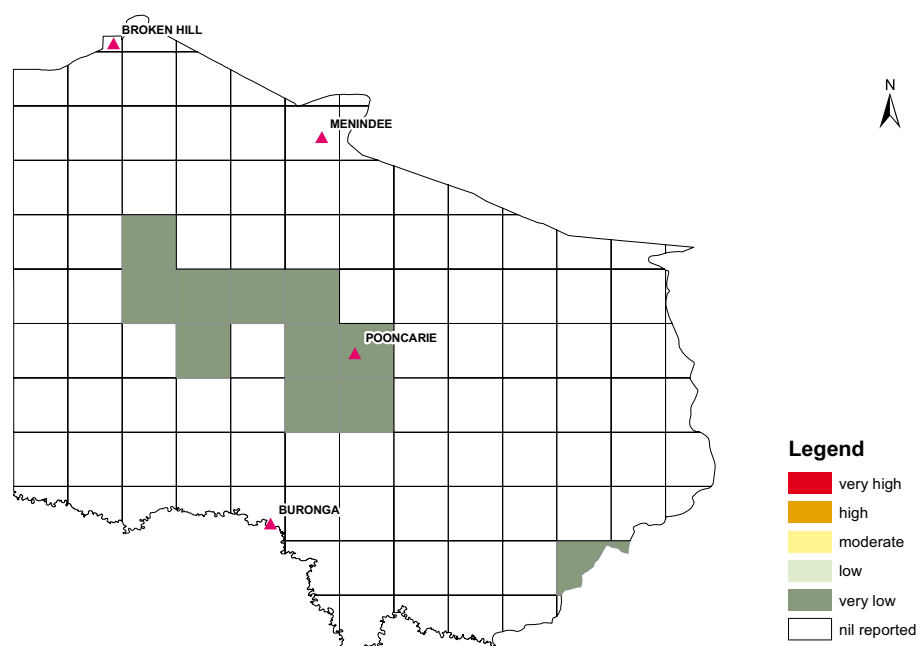 BROKEN HILL
N
MENINDEE
POONCARIE
BURONGA
Legend
very high
high
moderate
low
very low
nil reported